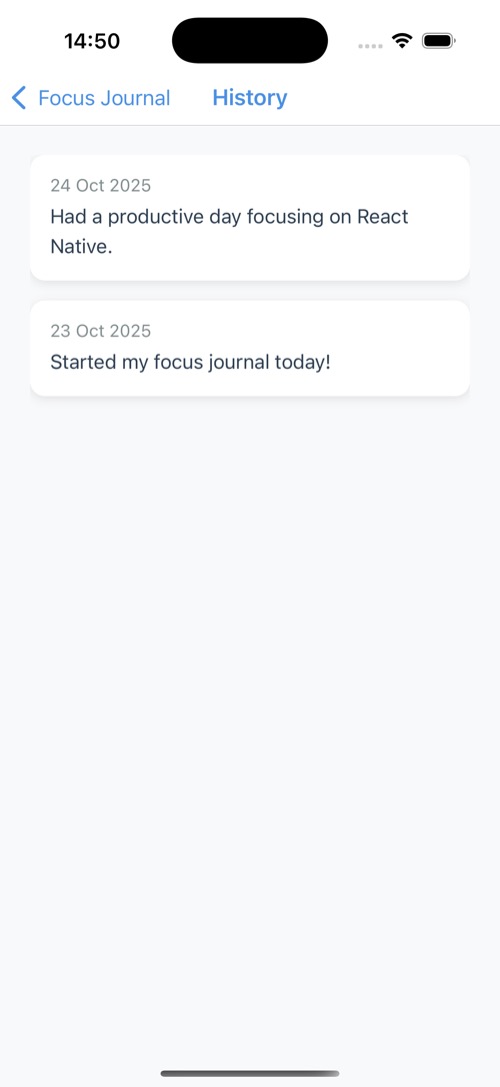 14:50
Focus Journal
History
24 Oct 2025
Had a productive day focusing on React
Native.
23 Oct 2025
Started my focus journal today!